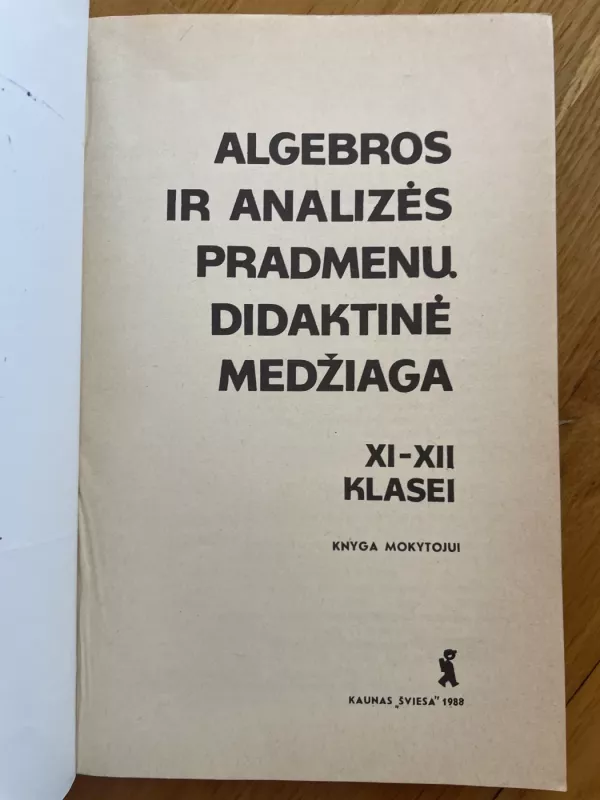 ALGEBROS
IR ANALIZĖS
PRADMENŲ.
DIDAKTINĖ
MEDŽIAGA
XI-XII
KLASEI
KNYGA MOKYTOJUI
KAUNAS „ŠVIESA" 1988